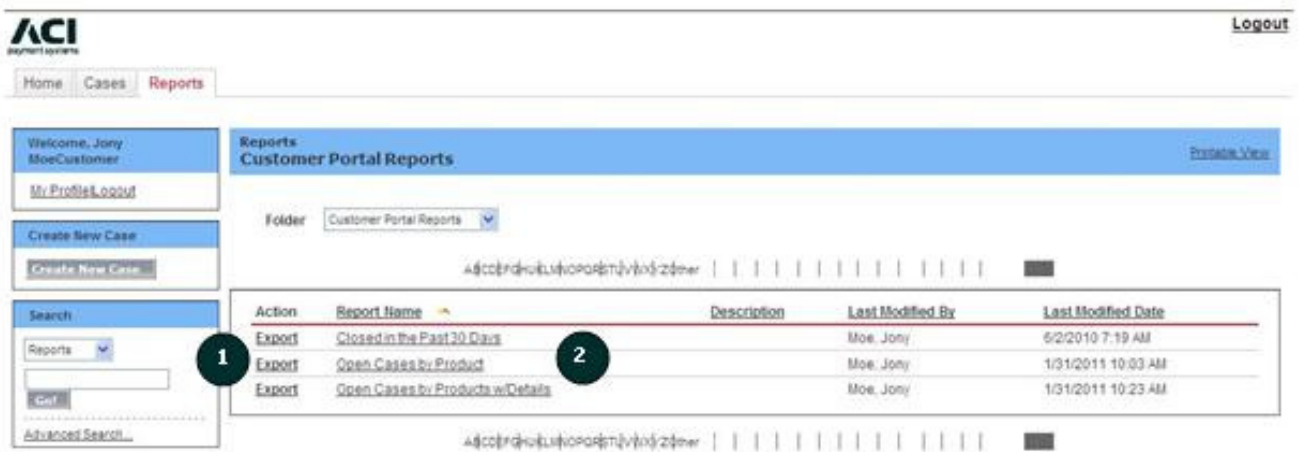 ACI
payment systems
Logout
Home Cases Reports
Welcome, Jony
MoeCustomer
My Profile|Logout
Create New Case
Create New Case...
Search
Reports
Go!
Advanced Search...
Reports
Customer Portal Reports
Printable View
Folder Customer Portal Reports
Other
Action Report Name Description Last Modified By Last Modified Date
1 Export Closed in the Past 30 Days 2 Moe, Jony 6/2/2010 7:19 AM
Export Open Cases by Product Moe, Jony 1/31/2011 10:03 AM
Export Open Cases by Products w/Details Moe, Jony 1/31/2011 10:23 AM
Other